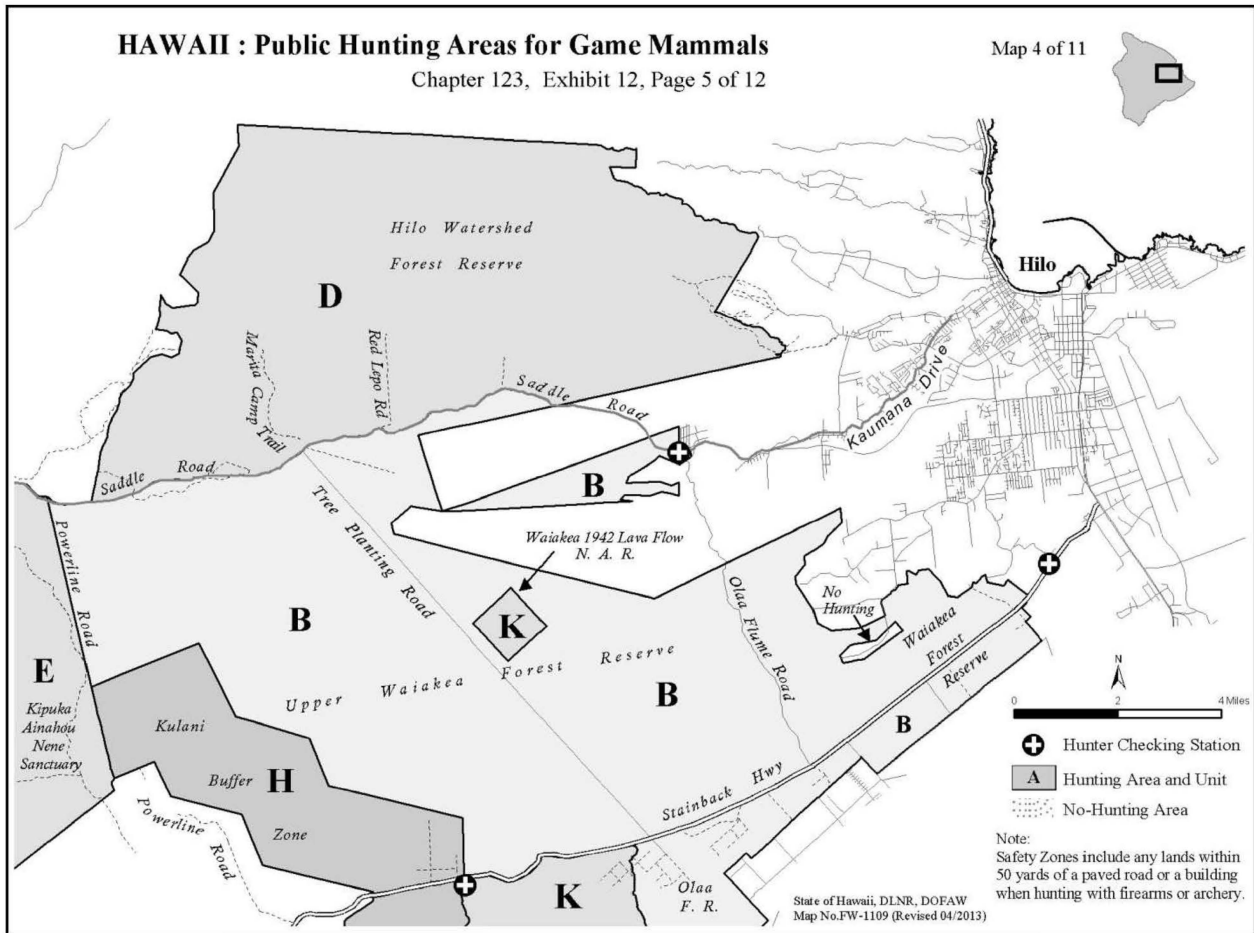 HAWAII : Public Hunting Areas for Game Mammals
Chapter 123, Exhibit 12, Page 5 of 12
Map 4 of 11
Hilo Watershed
Forest Reserve
D
Hilo
Marita Camp Trail
Red Lepo Rd
Saddle Road
Kaumana Drive
Saddle Road
B
Powerline Road
Tree Planting Road
Waiakea 1942 Lava Flow
N. A. R.
K
Olaa Flume Road
No
Hunting
Waiakea
Forest
Reserve
B
Upper Waiakea Forest Reserve
B
B
E
Kipuka
Ainahou
Nene
Sanctuary
Kulani
Buffer
Zone
H
Powerline Road
Stainback Hwy
K
Olaa
F. R.
N
0 2 4 Miles
Hunter Checking Station
A Hunting Area and Unit
No-Hunting Area
Note:
Safety Zones include any lands within
50 yards of a paved road or a building
when hunting with firearms or archery.
State of Hawaii, DLNR, DOFAW
Map No.FW-1109 (Revised 04/2013)